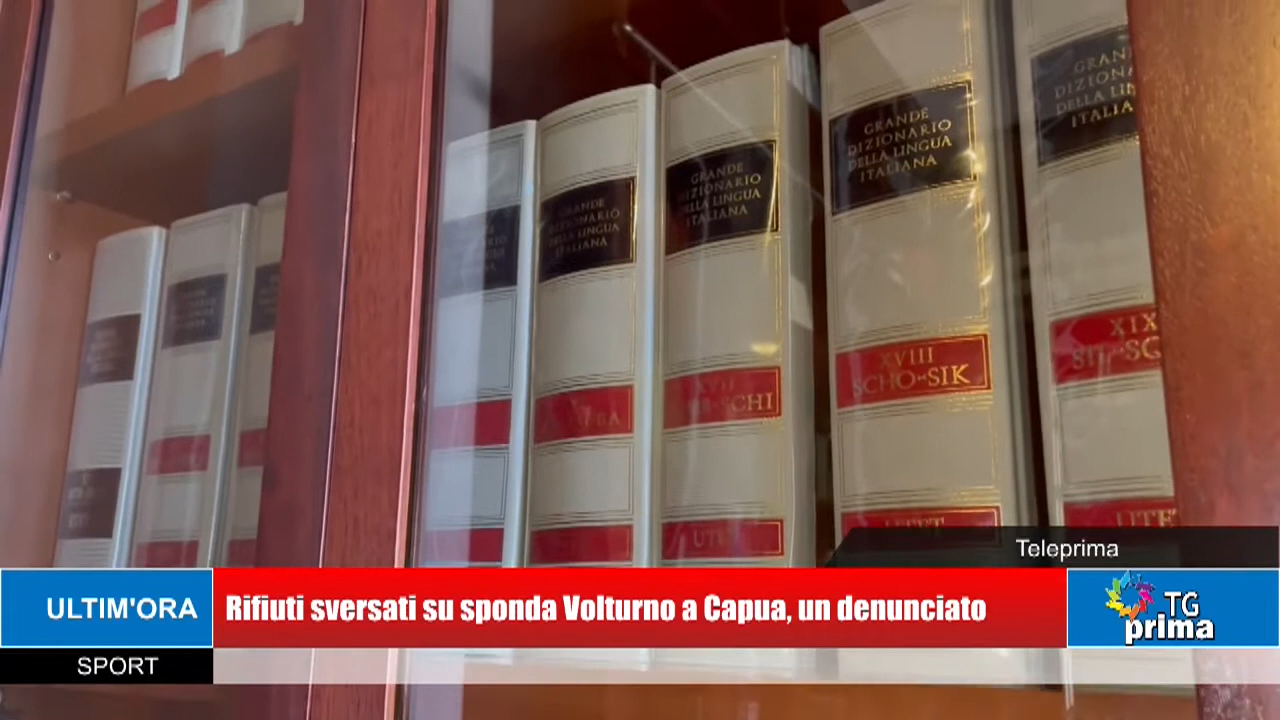 GRANDE
DIZIONARIO
DELLA LINGUA
ITALIANA
GRANDE
DIZIONARIO
DELLA LINGUA
ITALIANA
GRANDE
DIZIONARIO
DELLA LINGUA
ITALIANA
XVIII
SCHO-SIK
XIX
UTET
Teleprima
ULTIM'ORA
Rifiuti sversati su sponda Volturno a Capua, un denunciato
TG
prima
SPORT